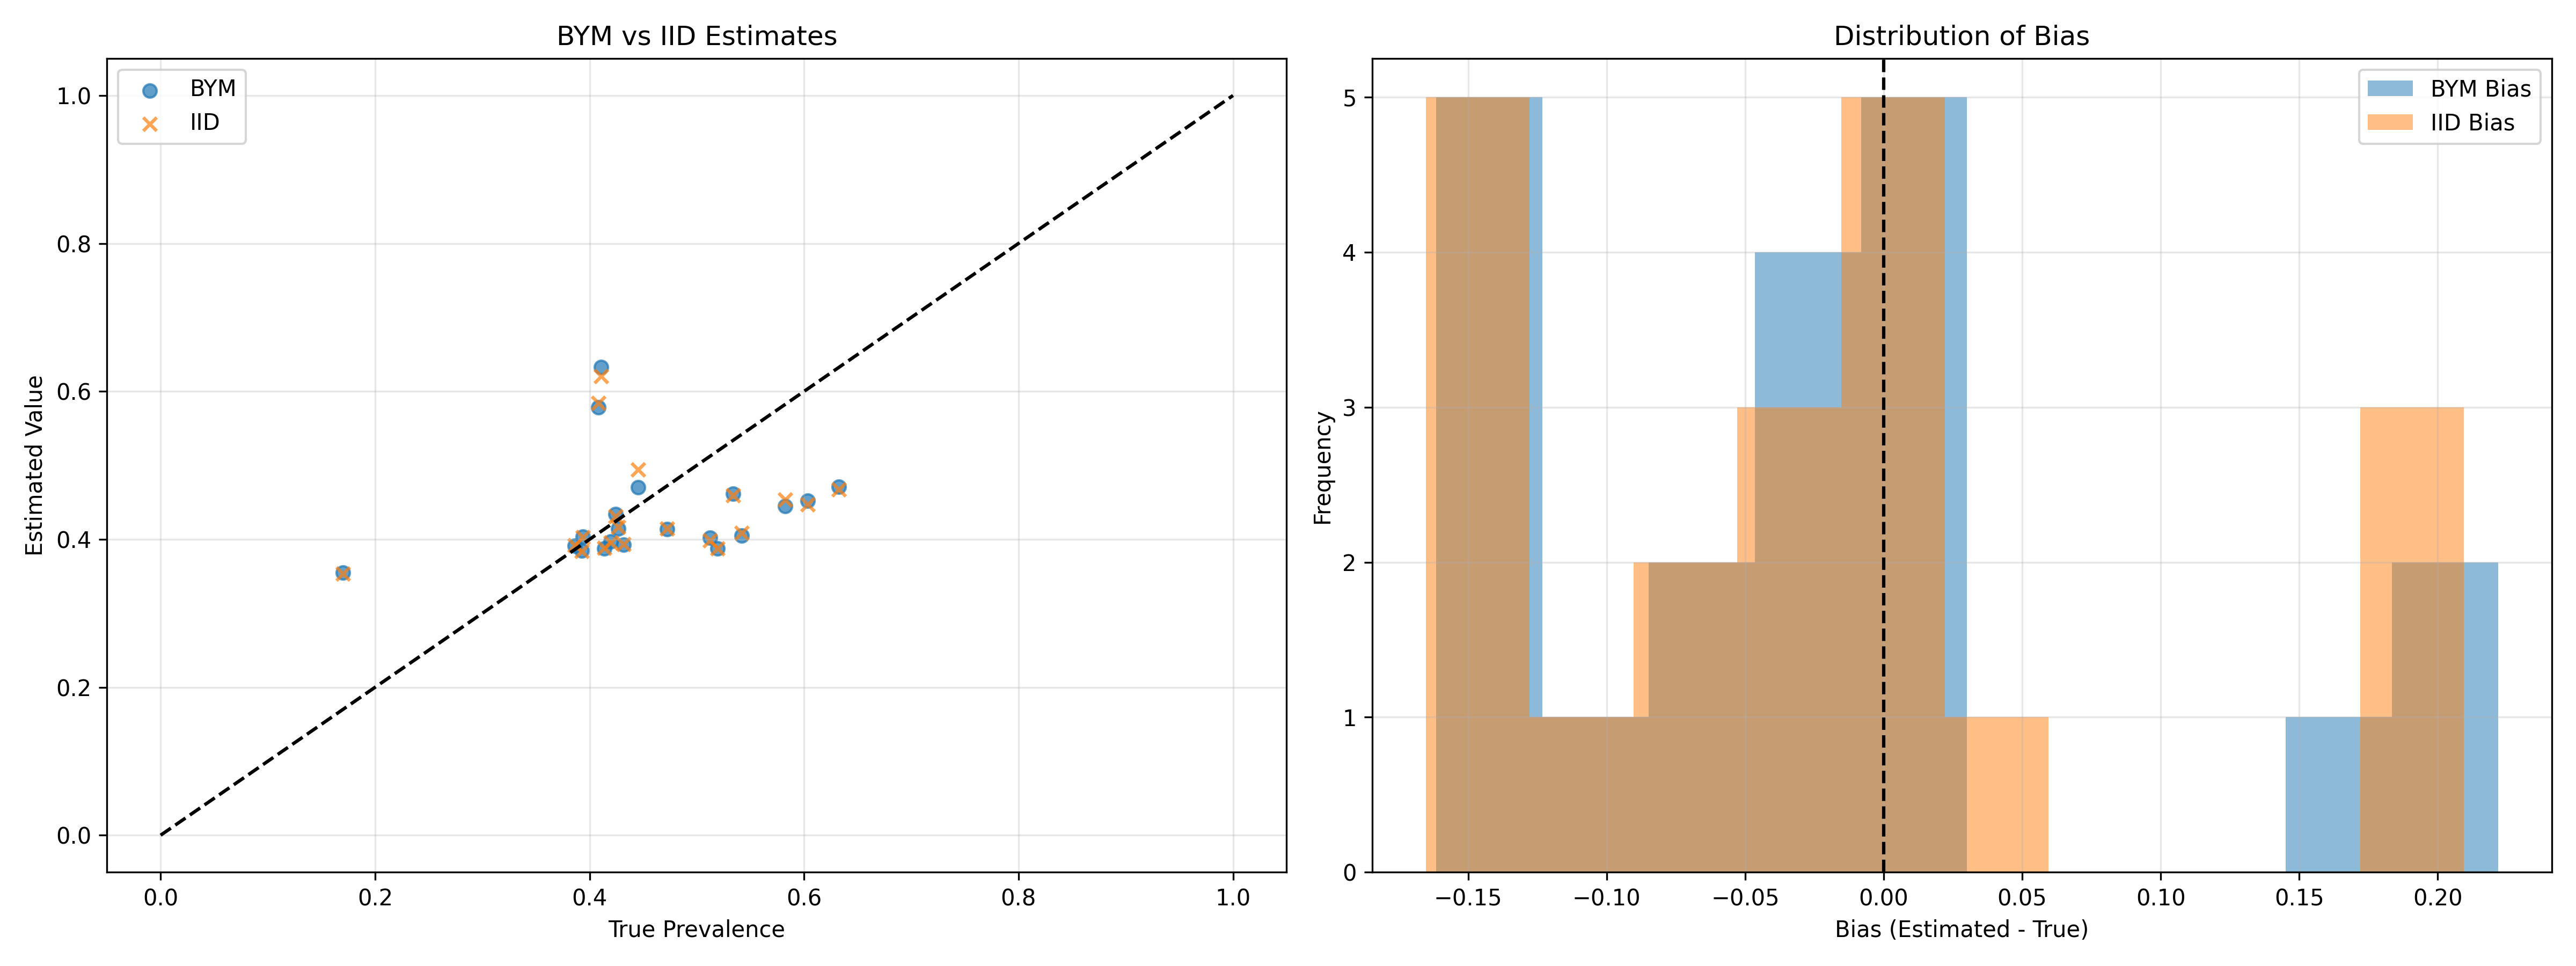 BYM vs IID Estimates
BYM
IID
1.0
0.8
0.6
0.4
0.2
0.0
Estimated Value
0.0 0.2 0.4 0.6 0.8 1.0
True Prevalence
Distribution of Bias
BYM Bias
IID Bias
5
4
3
2
1
0
Frequency
−0.15 −0.10 −0.05 0.00 0.05 0.10 0.15 0.20
Bias (Estimated - True)